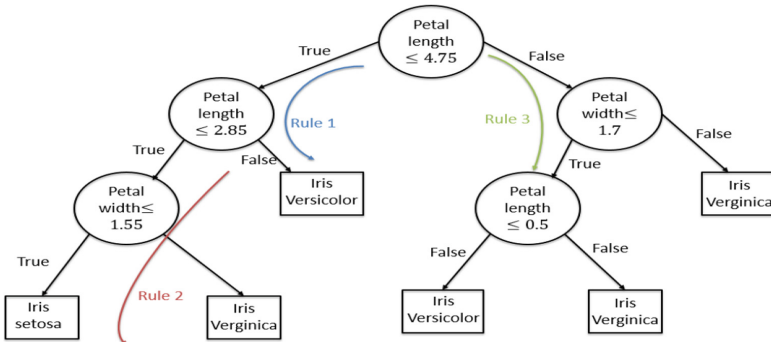 Petal
length
≤ 4.75
True
False
Petal
length
≤ 2.85
Rule 1
Rule 3
Petal
width≤
1.7
True
False
True
False
Petal
width≤
1.55
Iris
Versicolor
Petal
length
≤ 0.5
Iris
Verginica
True
Rule 2
False
False
Iris
setosa
Iris
Verginica
Iris
Versicolor
Iris
Verginica